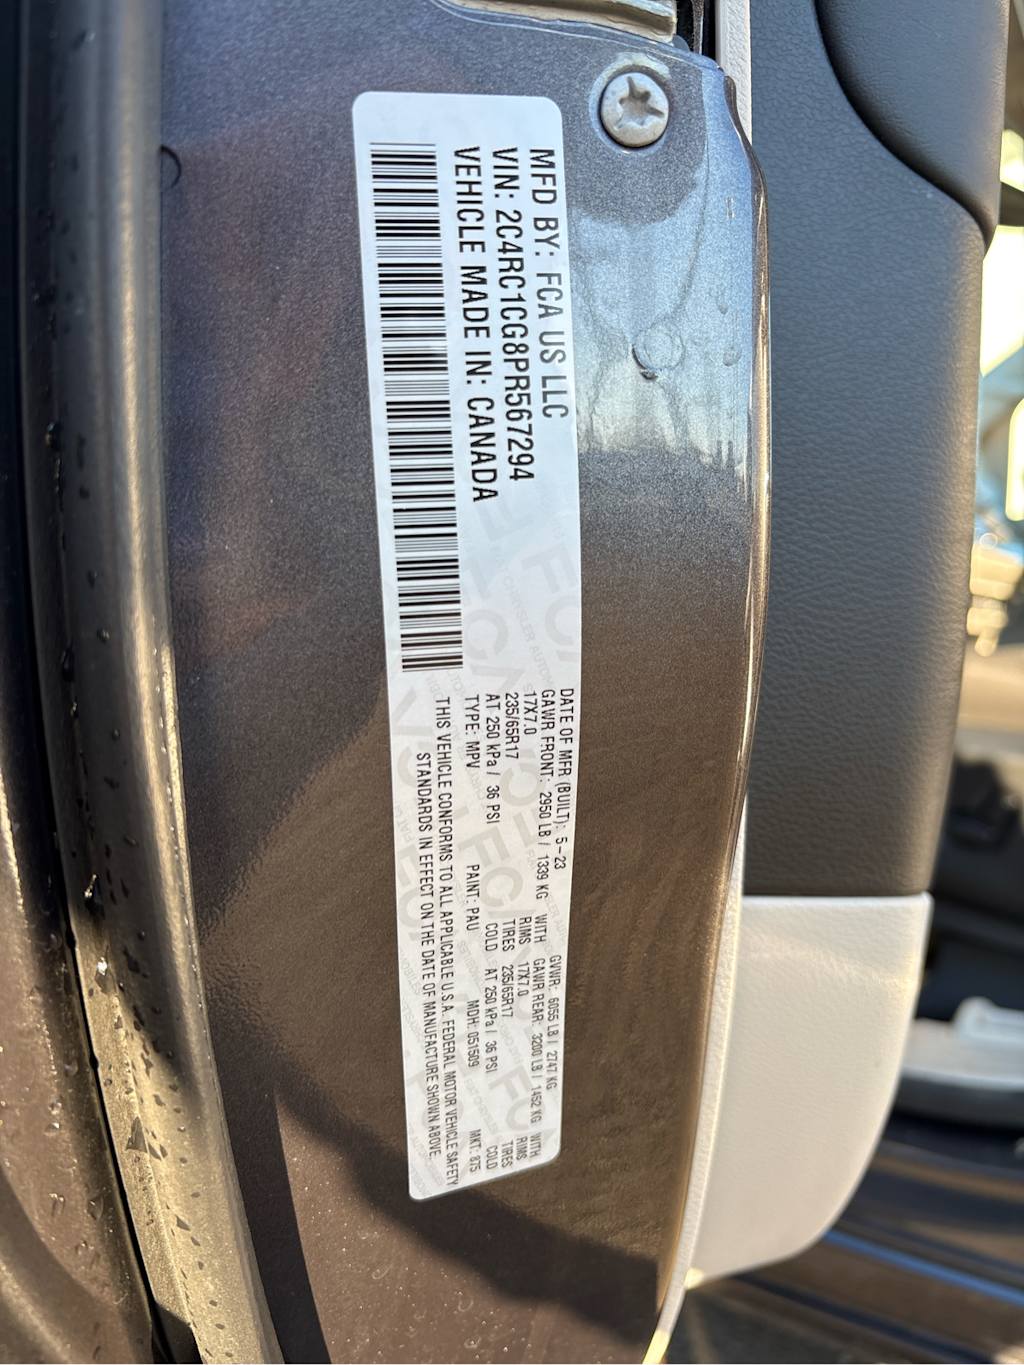 MFD BY: FCA US LLC
VIN: 2C4RC1CG8PR567294
VEHICLE MADE IN: CANADA
DATE OF MFR (BUILT): 5-23 GVWR: 6055 LB / 2747 KG
GAWR FRONT: 2950 LB / 1339 KG WITH GAWR REAR: 3200 LB / 1452 KG WITH
17X7.0 RIMS 17X7.0 RIMS
235/65R17 TIRES 235/65R17 TIRES
AT 250 kPa / 36 PSI COLD AT 250 kPa / 36 PSI COLD
TYPE: MPV PAINT: PAU MDH: 051509 MKT: 875
THIS VEHICLE CONFORMS TO ALL APPLICABLE U.S.A. FEDERAL MOTOR VEHICLE SAFETY
STANDARDS IN EFFECT ON THE DATE OF MANUFACTURE SHOWN ABOVE.